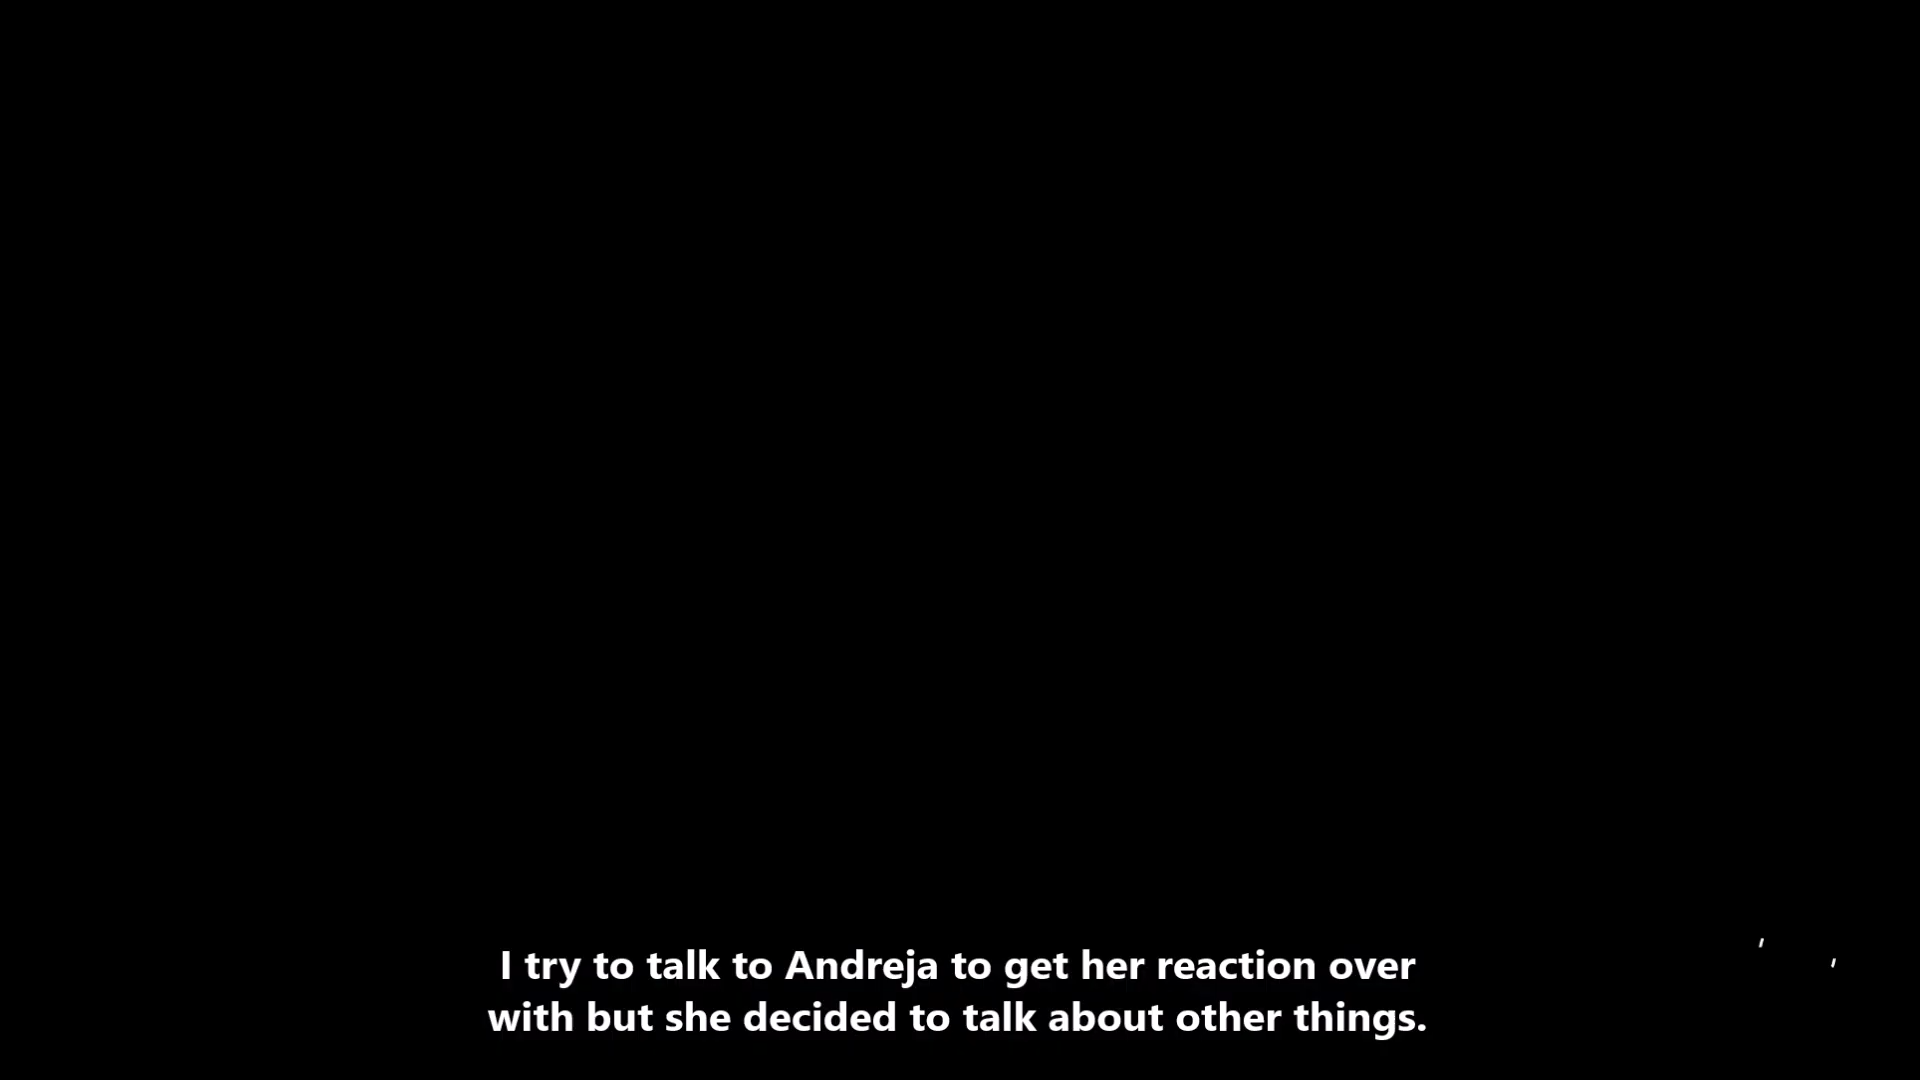 I try to talk to Andreja to get her reaction over
with but she decided to talk about other things.